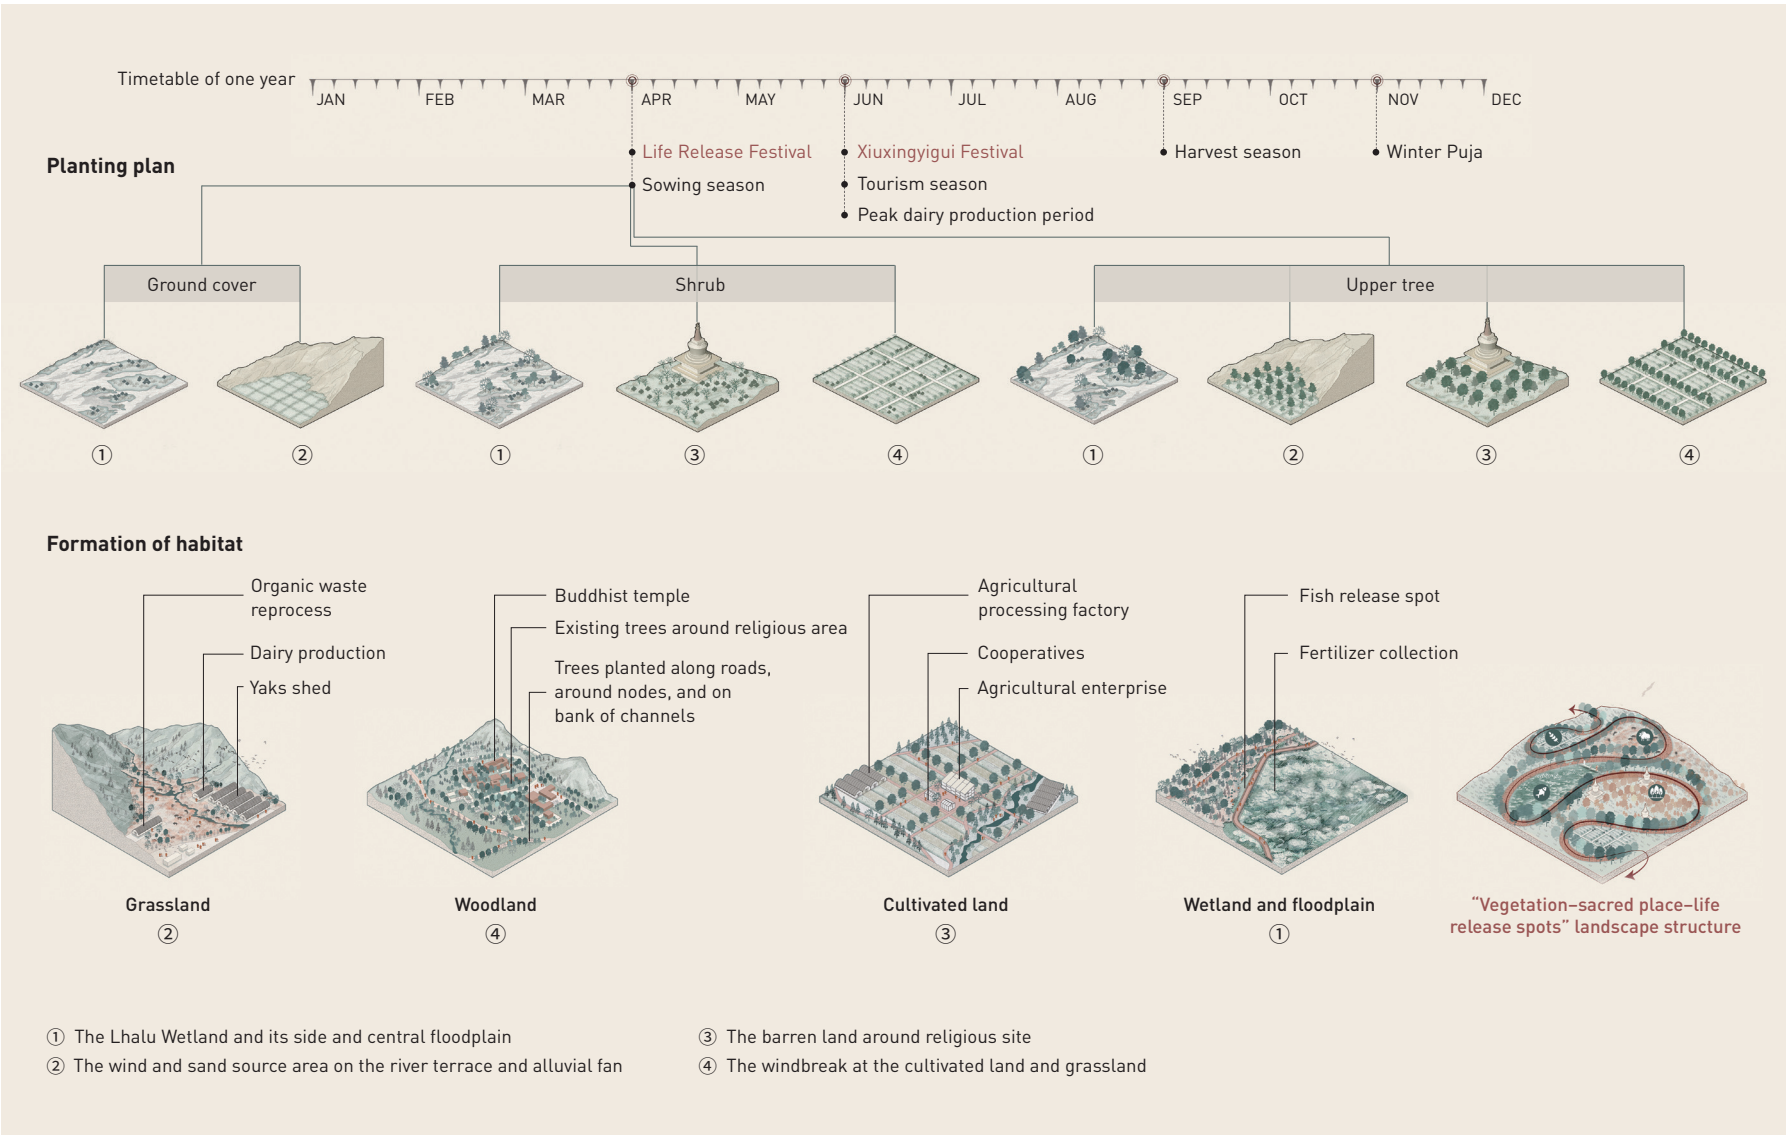 Timetable of one year
JAN FEB MAR APR MAY JUN JUL AUG SEP OCT NOV DEC
Planting plan
Life Release Festival
Sowing season
Xiuxingyigui Festival
Tourism season
Peak dairy production period
Harvest season
Winter Puja
Ground cover
Shrub
Upper tree
① ② ① ③ ④ ① ② ③ ④
Formation of habitat
Organic waste
reprocess
Dairy production
Yaks shed
Buddhist temple
Existing trees around religious area
Trees planted along roads,
around nodes, and on
bank of channels
Agricultural
processing factory
Cooperatives
Agricultural enterprise
Fish release spot
Fertilizer collection
Grassland
②
Woodland
④
Cultivated land
③
Wetland and floodplain
①
“Vegetation–sacred place–life
release spots” landscape structure
① The Lhalu Wetland and its side and central floodplain
② The wind and sand source area on the river terrace and alluvial fan
③ The barren land around religious site
④ The windbreak at the cultivated land and grassland